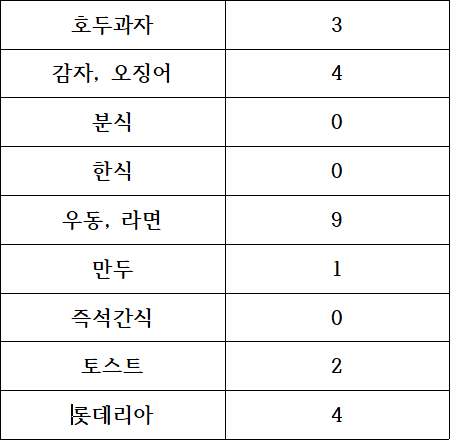 호두과자 3
감자, 오징어 4
분식 0
한식 0
우동, 라면 9
만두 1
즉석간식 0
토스트 2
롯데리아 4